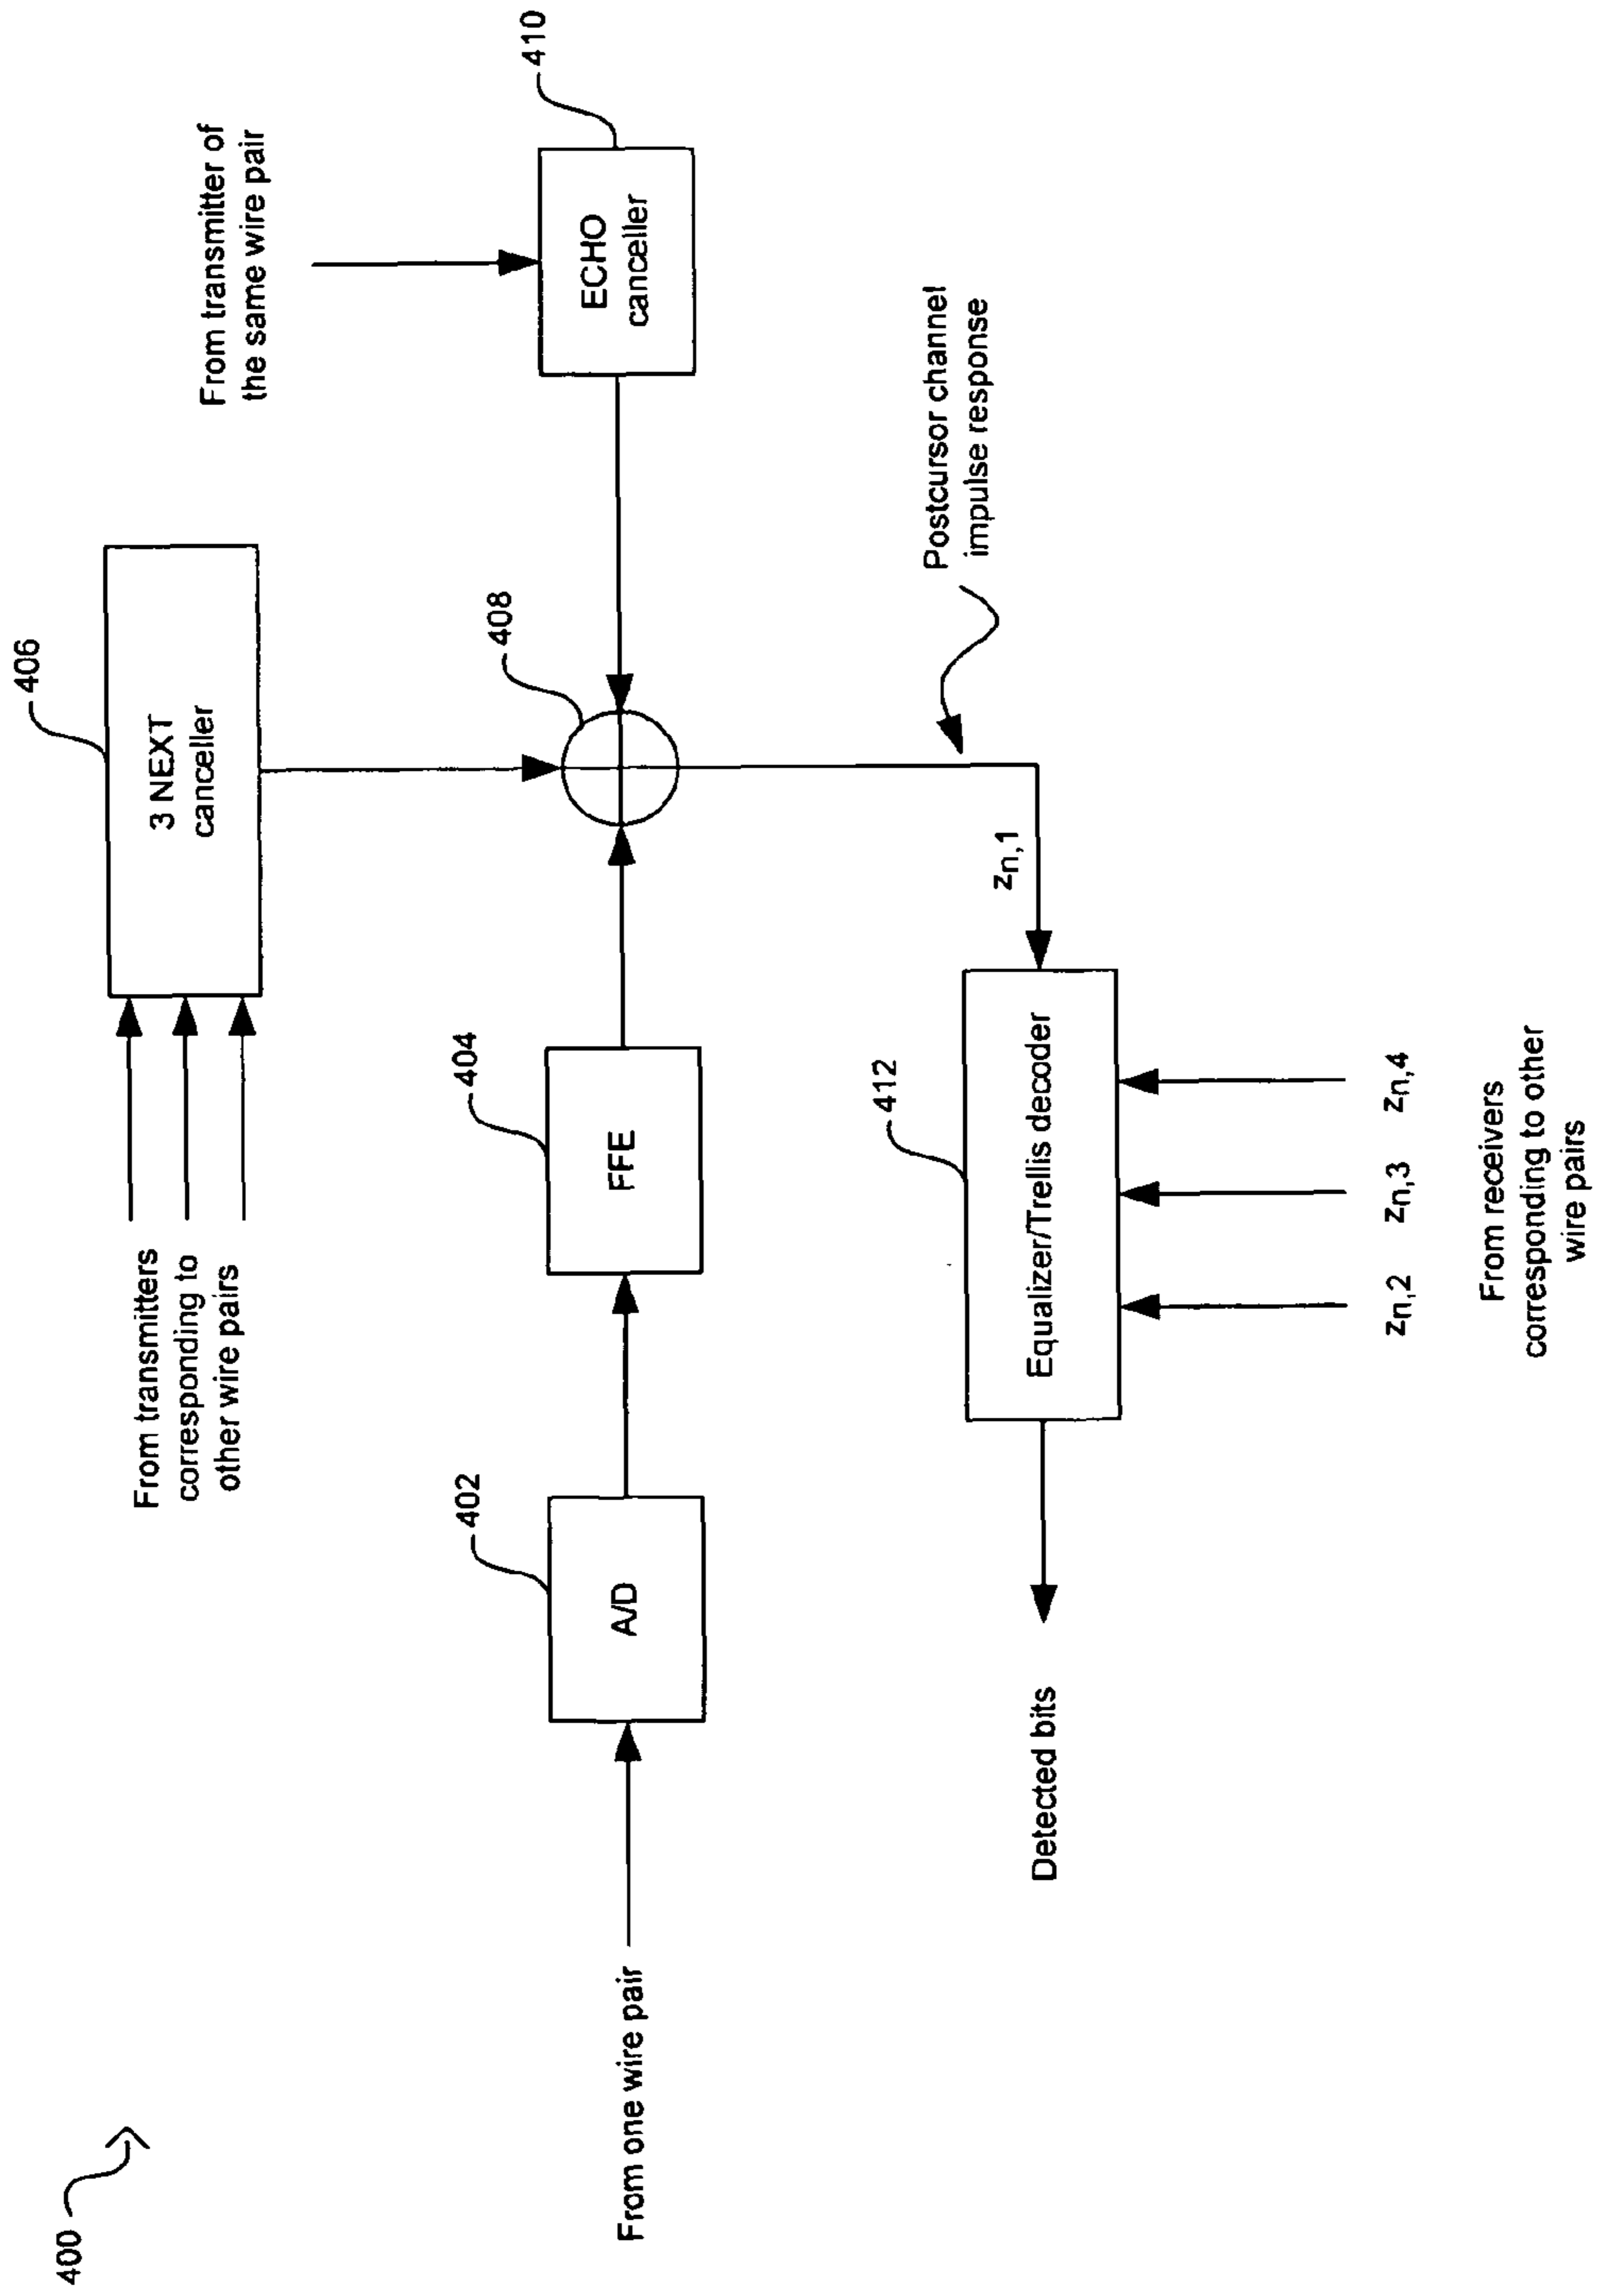 400
406
3 NEXT
canceller
From transmitters
corresponding to
other wire pairs
From transmitter of
the same wire pair
410
ECHO
canceller
408
404
FFE
402
A/D
From one wire pair
Postcursor channel
impulse response
zn,1
412
Equalizer/Trellis decoder
Detected bits
zn,2
zn,3
zn,4
From receivers
corresponding to other
wire pairs